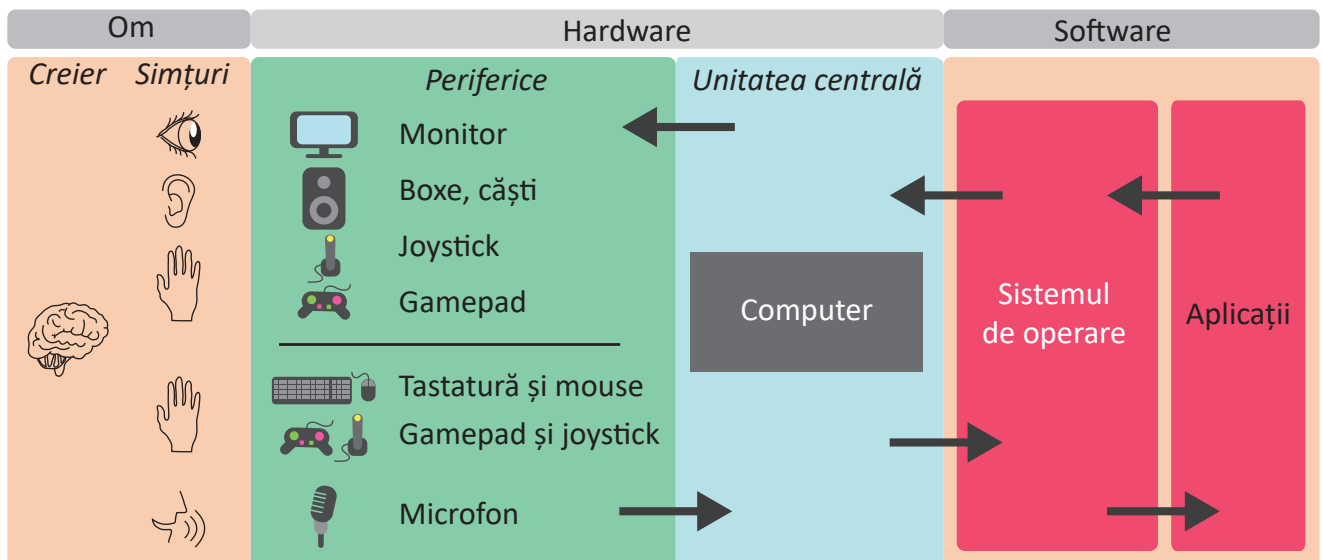 Om
Hardware
Software
Creier
Simțuri
Periferice
Unitatea centrală
Monitor
Boxe, căști
Joystick
Gamepad
Tastatură și mouse
Gamepad și joystick
Microfon
Computer
Sistemul
de operare
Aplicații